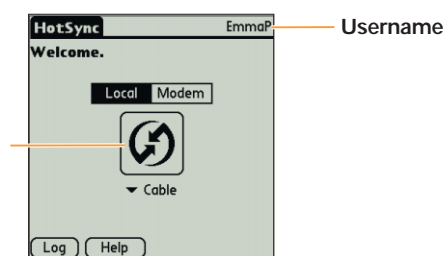 HotSync EmmaP Username
Welcome.
Local Modem
Cable
Log Help